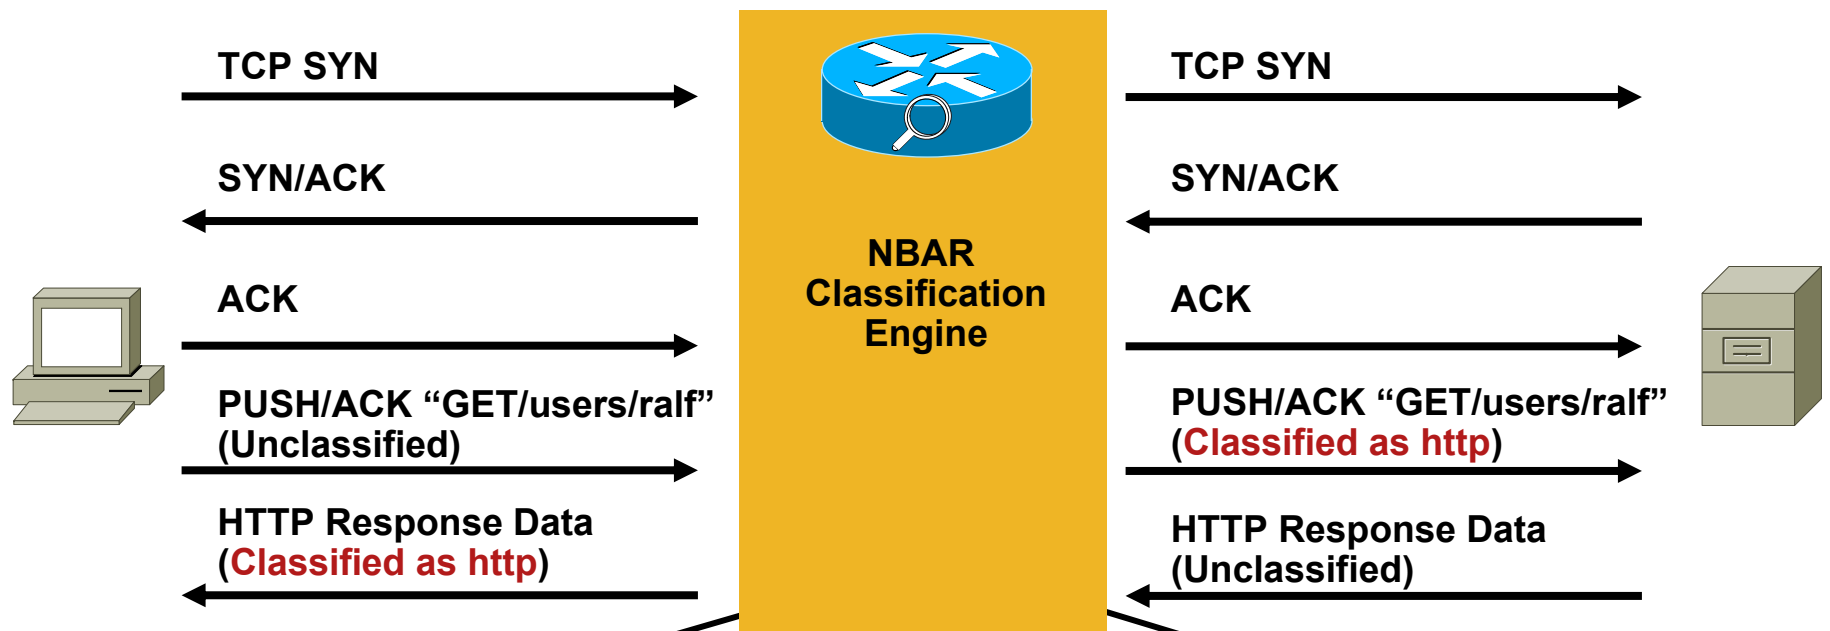 TCP SYN
SYN/ACK
ACK
PUSH/ACK “GET/users/ralf”
(Unclassified)
HTTP Response Data
(Classified as http)
NBAR
Classification
Engine
TCP SYN
SYN/ACK
ACK
PUSH/ACK “GET/users/ralf”
(Classified as http)
HTTP Response Data
(Unclassified)